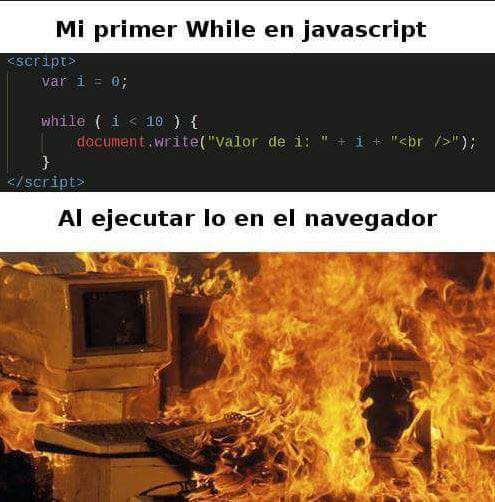 Mi primer While en javascript
<script>
var i = 0;
while ( i < 10 ) {
document.write("Valor de i: " + i + "<br />");
}
</script>
Al ejecutar lo en el navegador